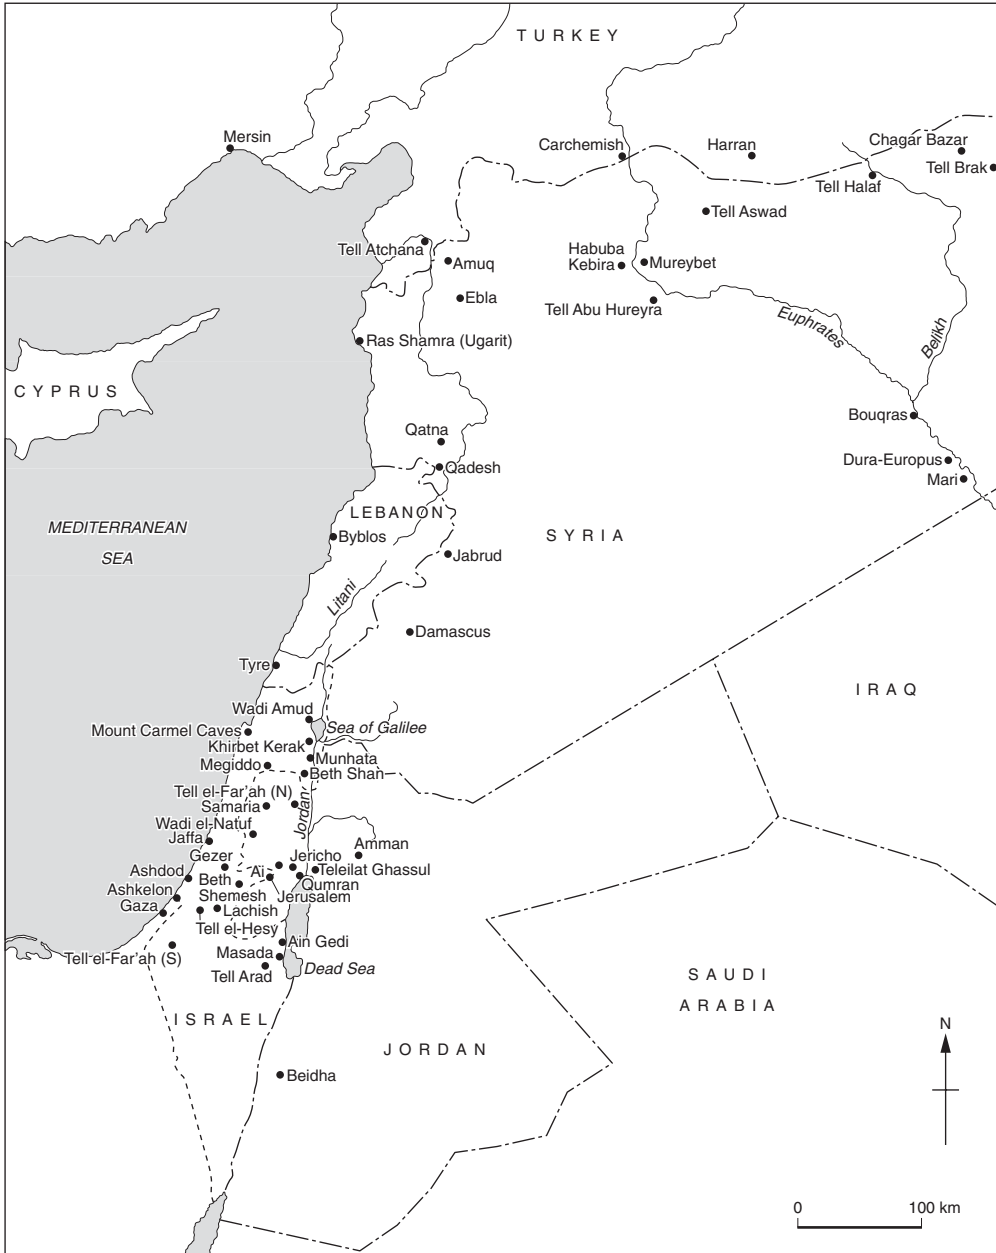 TURKEY
Mersin
Carchemish
Harran
Chagar Bazar
Tell Brak
Tell Halaf
Tell Aswad
Tell Atchana
Amuq
Habuba
Kebira
Mureybet
Ebla
Tell Abu Hureyra
Euphrates
Belikh
Ras Shamra (Ugarit)
CYPRUS
Bouqras
Qatna
Qadesh
Dura-Europus
Mari
LEBANON
MEDITERRANEAN
SEA
Byblos
SYRIA
Jabrud
Litani
Damascus
Tyre
IRAQ
Wadi Amud
Sea of Galilee
Mount Carmel Caves
Khirbet Kerak
Munhata
Megiddo
Beth Shan
Tell el-Far'ah (N)
Samaria
Jordan
Wadi el-Natuf
Jaffa
Amman
Gezer
Jericho
Ai
Teleilat Ghassul
Ashdod
Beth
Shemesh
Qumran
Jerusalem
Ashkelon
Gaza
Lachish
Tell el-Hesy
Ain Gedi
Tell el-Far'ah (S)
Masada
Dead Sea
Tell Arad
SAUDI
ARABIA
ISRAEL
JORDAN
N
Beidha
0 100 km